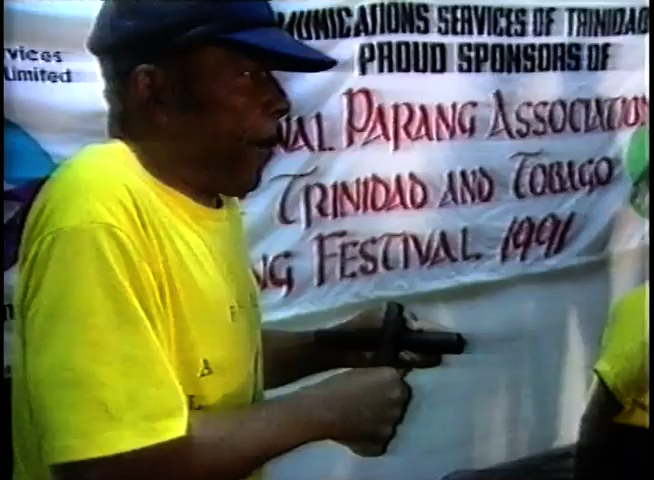 vices
Limited
MUNICATIONS SERVICES OF TRINIDAD
PROUD SPONSORS OF
NAL PARANG ASSOCIATION
TRINIDAD AND TOBAGO
NG FESTIVAL 1991